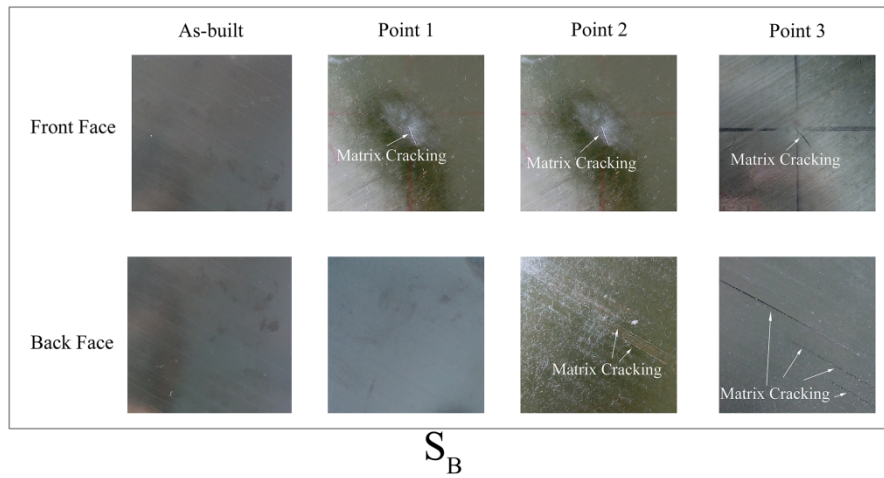 As-built Point 1 Point 2 Point 3
Front Face
Matrix Cracking Matrix Cracking Matrix Cracking
Back Face
Matrix Cracking Matrix Cracking
S_B